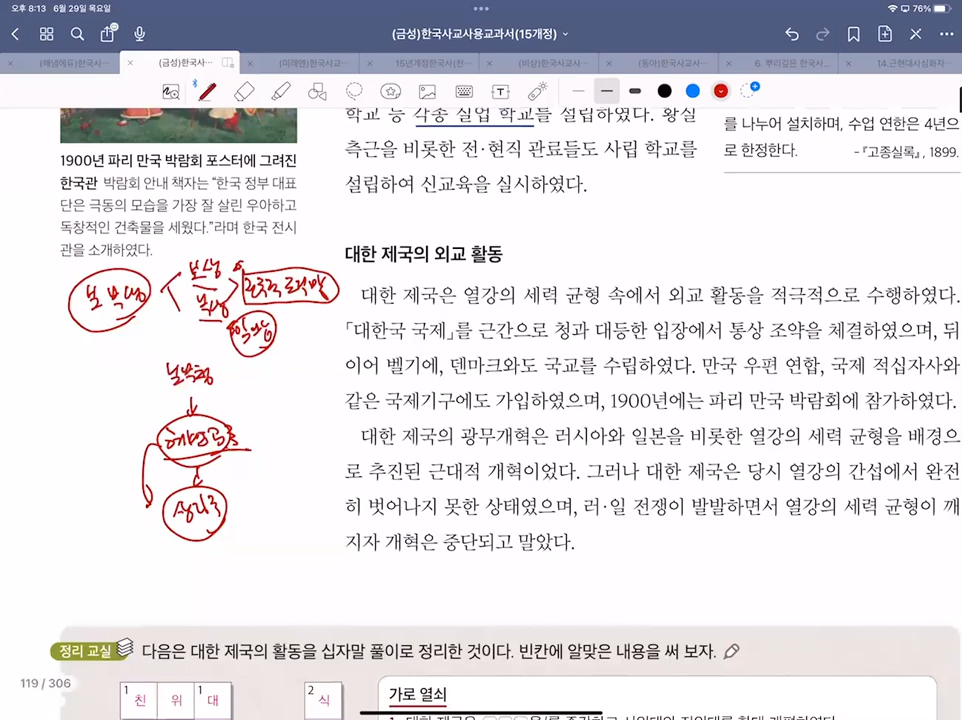 오후 8:13 6월 29일 목요일
76%
(금성)한국사교사용교과서(15개정)
(해냄에듀)한국사···
(금성)한국사···
(미래엔)한국사교···
15개정한국사(천···
(비상)한국사교사···
(동아)한국사교사···
6. 뿌리깊은 한국사···
14.근현대사심화자···
학교 등 각종 실업 학교를 설립하였다. 황실
측근을 비롯한 전·현직 관료들도 사립 학교를
설립하여 신교육을 실시하였다.
를 나누어 설치하며, 수업 연한은 4년으
로 한정한다.
-『고종실록』, 1899.
1900년 파리 만국 박람회 포스터에 그려진
한국관 박람회 안내 책자는 “한국 정부 대표
단은 극동의 모습을 가장 잘 살린 우아하고
독창적인 건축물을 세웠다.”라며 한국 전시
관을 소개하였다.
보부상
보상
부상
보부청
혜민공국
상리국
대한 제국의 외교 활동
대한 제국은 열강의 세력 균형 속에서 외교 활동을 적극적으로 수행하였다.
「대한국 국제」를 근간으로 청과 대등한 입장에서 통상 조약을 체결하였으며, 뒤
이어 벨기에, 덴마크와도 국교를 수립하였다. 만국 우편 연합, 국제 적십자사와
같은 국제기구에도 가입하였으며, 1900년에는 파리 만국 박람회에 참가하였다.
대한 제국의 광무개혁은 러시아와 일본을 비롯한 열강의 세력 균형을 배경으
로 추진된 근대적 개혁이었다. 그러나 대한 제국은 당시 열강의 간섭에서 완전
히 벗어나지 못한 상태였으며, 러·일 전쟁이 발발하면서 열강의 세력 균형이 깨
지자 개혁은 중단되고 말았다.
정리 교실 다음은 대한 제국의 활동을 십자말 풀이로 정리한 것이다. 빈칸에 알맞은 내용을 써 보자.
119 / 306
1 친 위 1 대
2 식
가로 열쇠